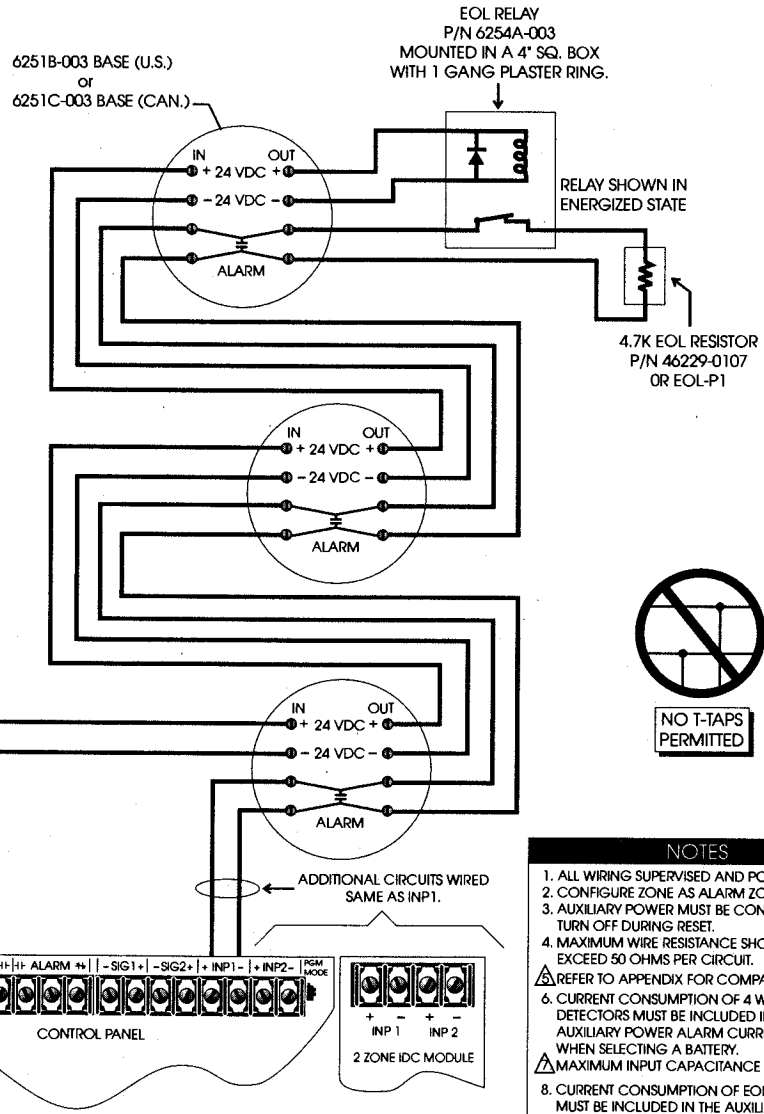 EOL RELAY
P/N 6254A-003
MOUNTED IN A 4" SQ. BOX
WITH 1 GANG PLASTER RING.
6251B-003 BASE (U.S.)
or
6251C-003 BASE (CAN.)
IN OUT
+ 24 VDC +
- 24 VDC -
ALARM
RELAY SHOWN IN
ENERGIZED STATE
4.7K EOL RESISTOR
P/N 46229-0107
OR EOL-P1
IN OUT
+ 24 VDC +
- 24 VDC -
ALARM
NO T-TAPS
PERMITTED
IN OUT
+ 24 VDC +
- 24 VDC -
ALARM
ADDITIONAL CIRCUITS WIRED
SAME AS INP1.
ALARM
- SIG1 + - SIG2 + + INP1 - + INP2 - PGM
MODE
CONTROL PANEL
+ - + -
INP 1 INP 2
2 ZONE IDC MODULE
NOTES
1. ALL WIRING SUPERVISED AND PO
2. CONFIGURE ZONE AS ALARM ZO
3. AUXILIARY POWER MUST BE CON
TURN OFF DURING RESET.
4. MAXIMUM WIRE RESISTANCE SHO
EXCEED 50 OHMS PER CIRCUIT.
5 REFER TO APPENDIX FOR COMPA
6. CURRENT CONSUMPTION OF 4 W
DETECTORS MUST BE INCLUDED I
AUXILIARY POWER ALARM CURR
WHEN SELECTING A BATTERY.
7 MAXIMUM INPUT CAPACITANCE
8. CURRENT CONSUMPTION OF EO
MUST BE INCLUDED IN THE AUXILI